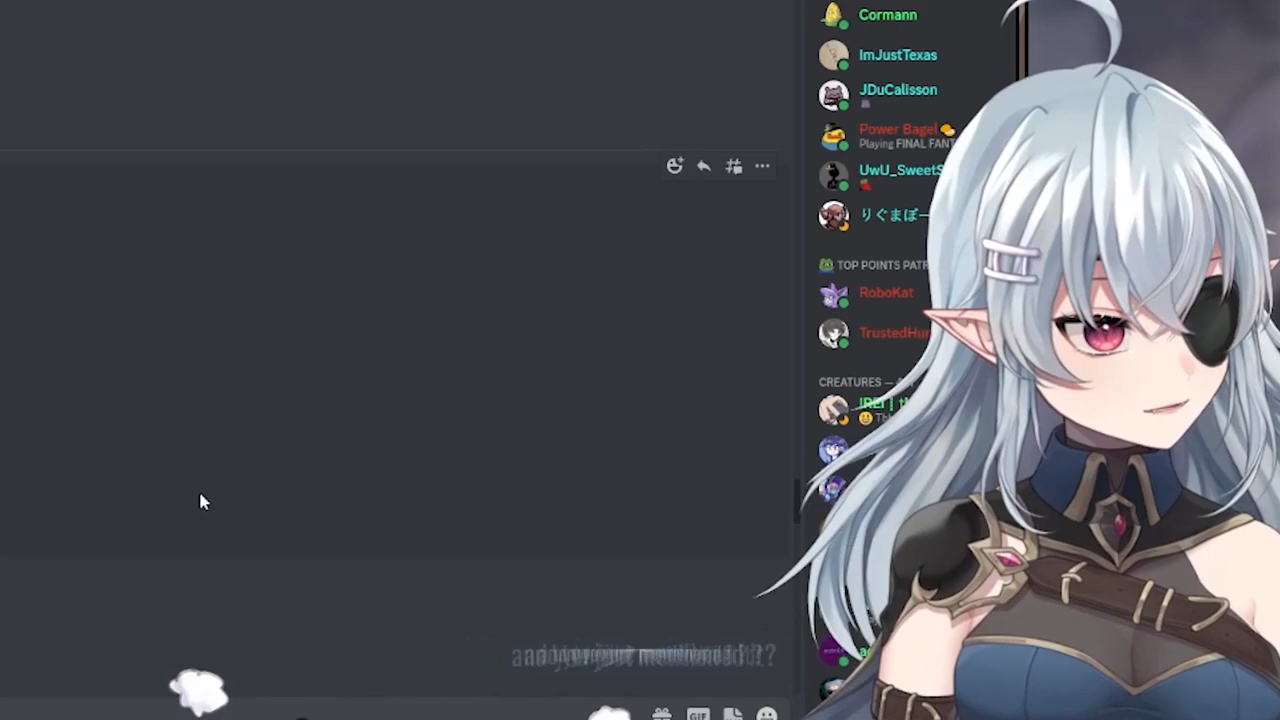 Cormann
ImJustTexas
JDuCalisson
Power Bagel
Playing FINAL FANT
UwU_SweetS
りぐまぽー
TOP POINTS PATR
RoboKat
TrustedHun
CREATURES —
GIF